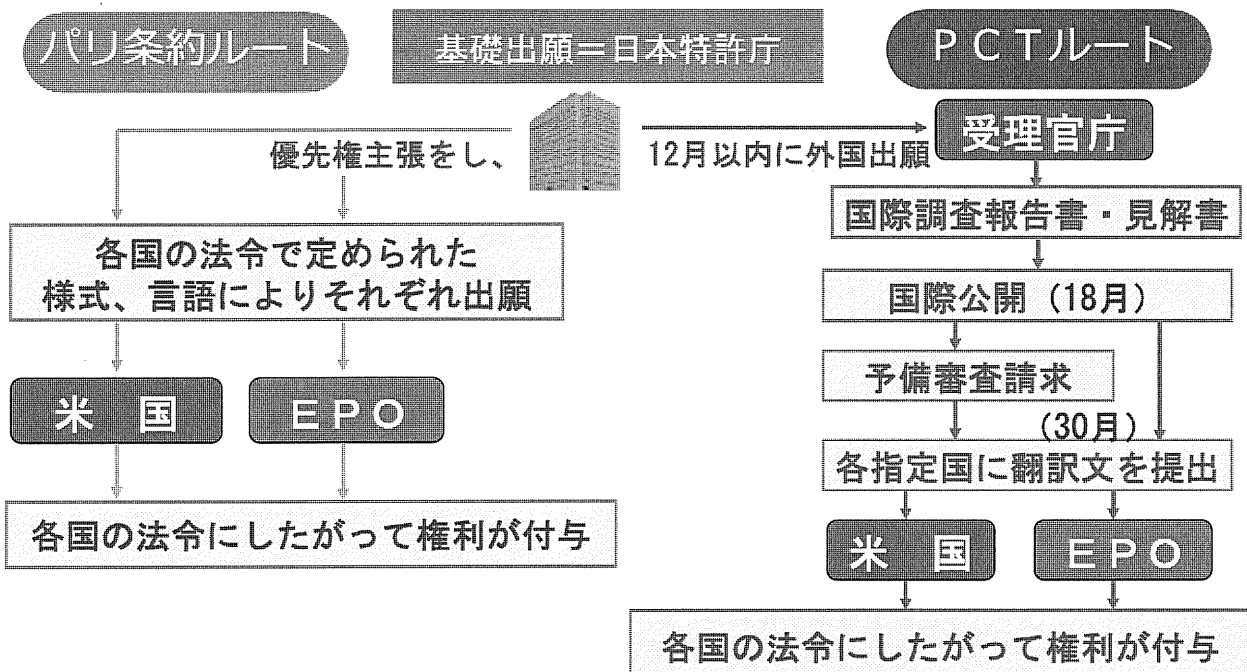 パリ条約ルート
基礎出願＝日本特許庁
PCTルート
優先権主張をし、
12月以内に外国出願
受理官庁
各国の法令で定められた
様式、言語によりそれぞれ出願
米　国
ＥＰＯ
各国の法令にしたがって権利が付与
国際調査報告書・見解書
国際公開（18月）
予備審査請求
(30月)
各指定国に翻訳文を提出
米　国
ＥＰＯ
各国の法令にしたがって権利が付与